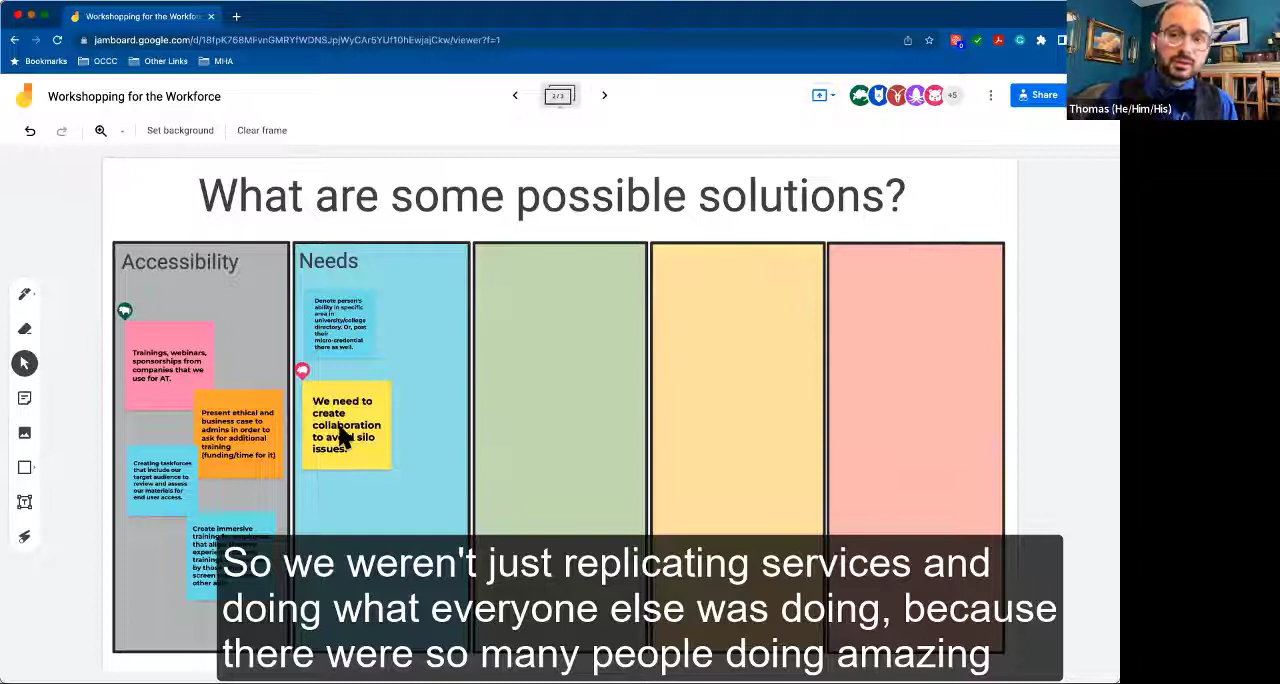 Workshopping for the Workfor
jamboard.google.com/d/18fpK768MFvnGMRYfWDNSJpjWyCAr5YUf10hEwjajCkw/viewer?f=1
Bookmarks
OCCC
Other Links
MHA
Workshopping for the Workforce
2/3
+5
Share
Thomas (He/Him/His)
Set background
Clear frame
What are some possible solutions?
Accessibility
Trainings, webinars,
sponsorships from
companies that we
use for AT.
Present ethical and
business case to
admins in order to
ask for additional
training
(funding/time for it)
Creating taskforces
that include our
target audience to
review and assess
our materials for
end user access.
Create immersive
Needs
Denote person's
ability in specific
area in
university/college
directory. Or, post
their
micro-credential
there as well.
We need to
create
collaboration
to avoid silo
issues.
So we weren't just replicating services and
doing what everyone else was doing, because
there were so many people doing amazing